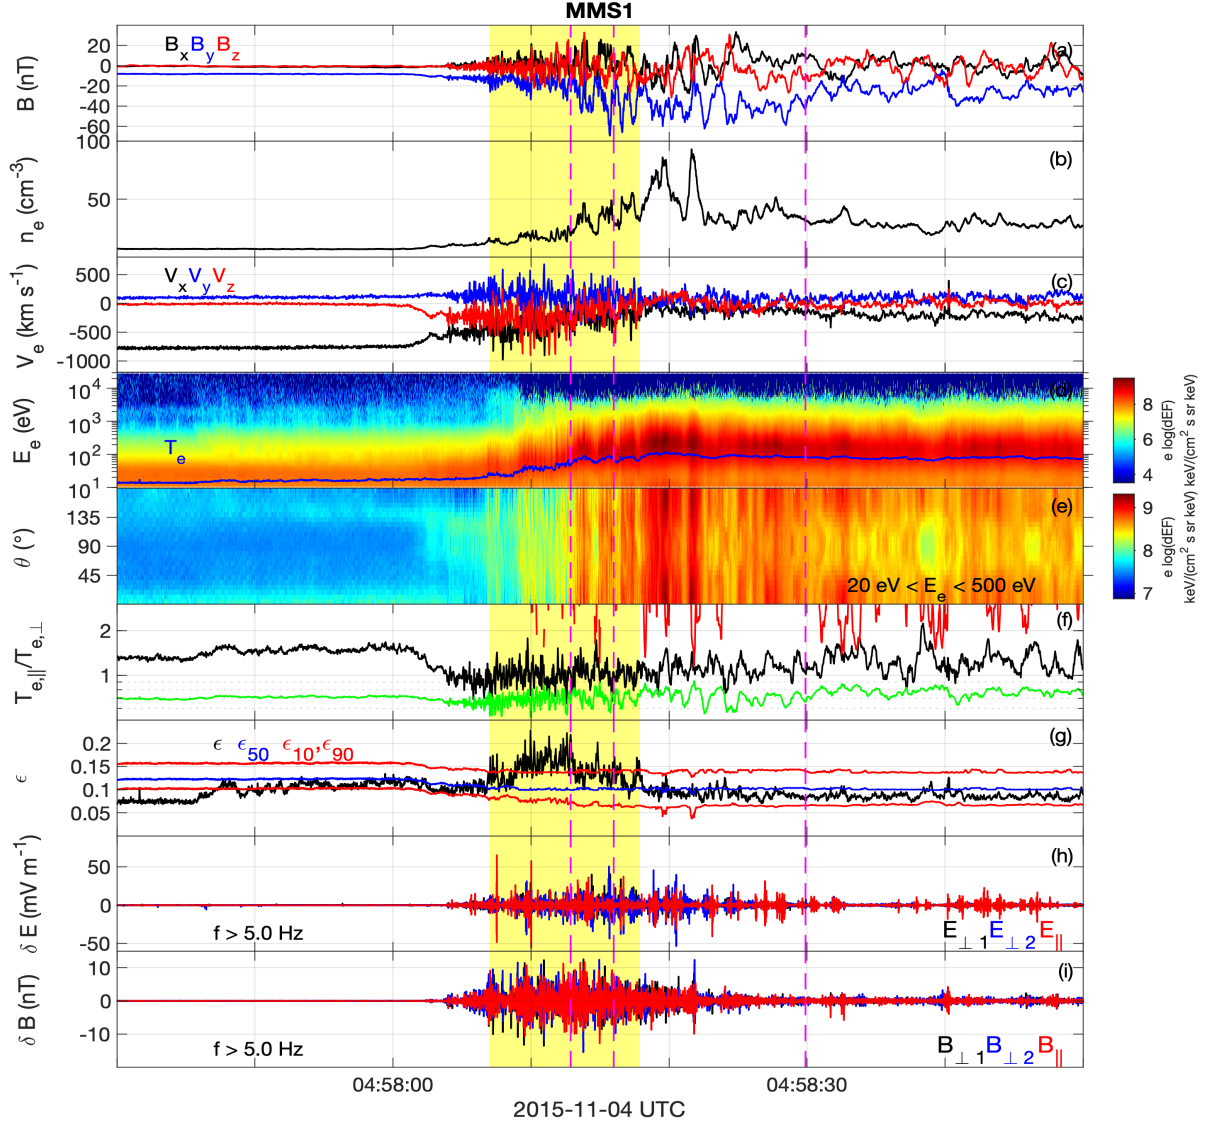 MMS1
B (nT)
20
0
-20
-40
-60
B_x B_y B_z
(a)
n_e (cm^-3)
100
50
(b)
V_e (km s^-1)
500
0
-500
-1000
V_x V_y V_z
(c)
E_e (eV)
10^4
10^3
10^2
10^1
T_e
(d)
8
6
4
e log(dEF)
keV/(cm^2 s sr keV)
θ (°)
135
90
45
(e)
20 eV < E_e < 500 eV
9
8
7
e log(dEF)
keV/(cm^2 s sr keV)
T_e,||/T_e,⊥
2
1
(f)
ϵ
0.2
0.15
0.1
0.05
ϵ ϵ_50 ϵ_10,ϵ_90
(g)
δ E (mV m^-1)
50
0
-50
f > 5.0 Hz
(h)
E_⊥ 1 E_⊥ 2 E_||
δ B (nT)
10
0
-10
f > 5.0 Hz
(i)
B_⊥ 1 B_⊥ 2 B_||
04:58:00
04:58:30
2015-11-04 UTC